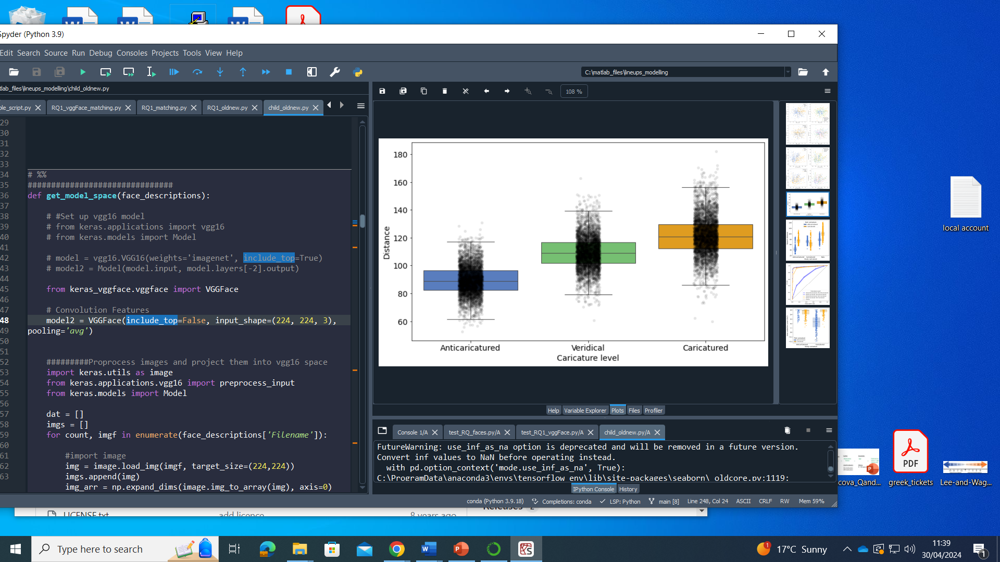 Spyder (Python 3.9)
Edit Search Source Run Debug Consoles Projects Tools View Help
C:\matlab_files\lineups_modelling
tlab_files\lineups_modelling\child_oldnew.py
ple_script.py
RQ1_vggFace_matching.py
RQ1_matching.py
RQ1_oldnew.py
child_oldnew.py
108 %
29
30
31
32
33
34 # %%
35 ###############################
36 def get_model_space(face_descriptions):
37
38 # #Set up vgg16 model
39 # from keras.applications import vgg16
40 # from keras.models import Model
41
42 # model = vgg16.VGG16(weights='imagenet', include_top=True)
43 # model2 = Model(model.input, model.layers[-2].output)
44
45 from keras_vggface.vggface import VGGFace
46
47 # Convolution Features
48 model2 = VGGFace(include_top=False, input_shape=(224, 224, 3),
49 pooling='avg')
50
51
52 #########Proprocess images and project them into vgg16 space
53 import keras.utils as image
54 from keras.applications.vgg16 import preprocess_input
55 from keras.models import Model
56
57 dat = []
58 imgs = []
59 for count, imgf in enumerate(face_descriptions['Filename']):
60
61 #import image
62 img = image.load_img(imgf, target_size=(224,224))
63 imgs.append(img)
img_arr = np.expand_dims(image.img_to_array(img), axis=0)
180
160
140
120
100
80
60
Distance
Anticaricatured Veridical Caricatured
Caricature level
Help Variable Explorer Plots Files Profiler
Console 1/A
test_RQ_faces.py/A
test_RQ1_vggFace.py/A
child_oldnew.py/A
FutureWarning: use_inf_as_na option is deprecated and will be removed in a future version.
Convert inf values to NaN before operating instead.
with pd.option_context('mode.use_inf_as_na', True):
C:\ProgramData\anaconda3\envs\tensorflow_env\lib\site-packages\seaborn\_oldcore.py:1119:
IPython Console History
conda (Python 3.9.18) Completions: conda LSP: Python main [8] Line 248, Col 24 ASCII CRLF RW Mem 59%
LICENSE.txt add licence 8 years ago Releases 2
local account
cova_Qand...
PDF
greek_tickets
Lee-and-Wag...
Type here to search
17°C Sunny
1
11:39
30/04/2024
1